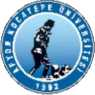 AFYON KOCATEPE ÜNİVERSİTESİ
1992